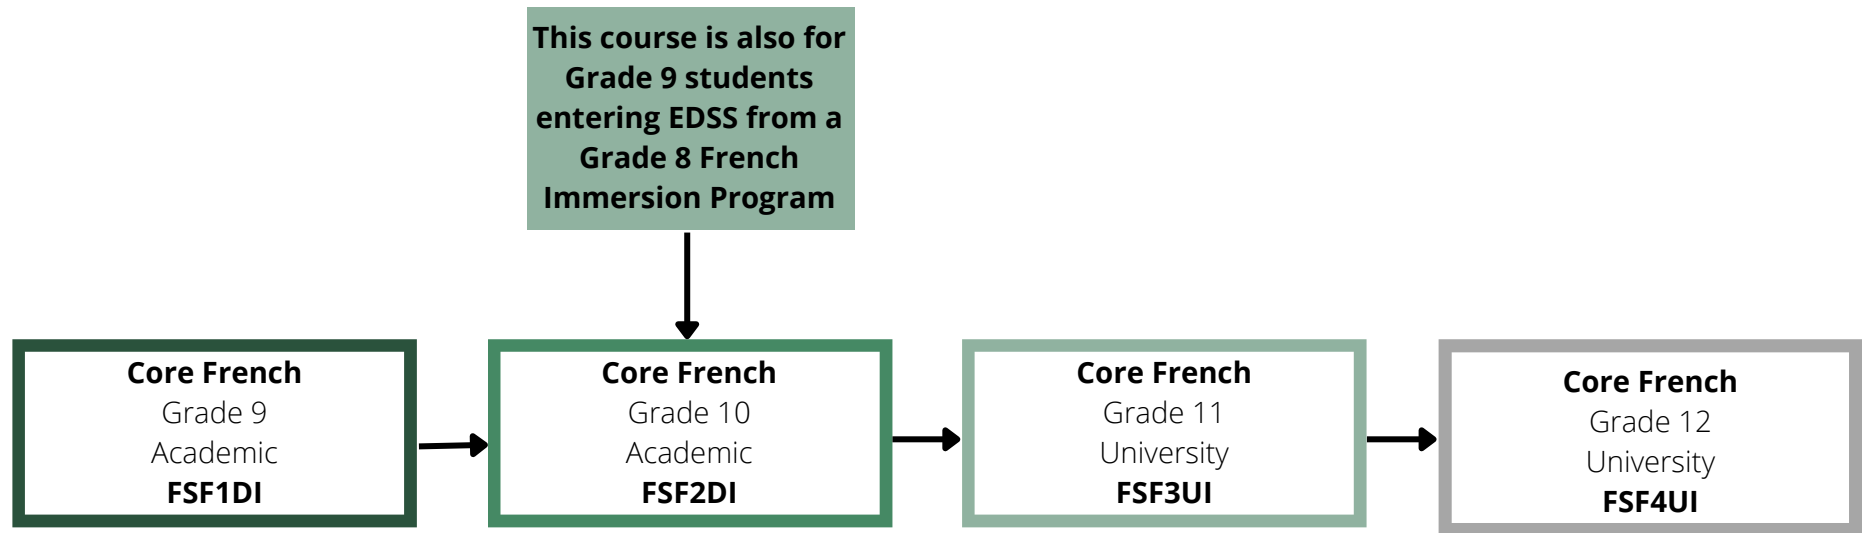 This course is also for
Grade 9 students
entering EDSS from a
Grade 8 French
Immersion Program
Core French
Grade 9
Academic
FSF1DI
Core French
Grade 10
Academic
FSF2DI
Core French
Grade 11
University
FSF3UI
Core French
Grade 12
University
FSF4UI